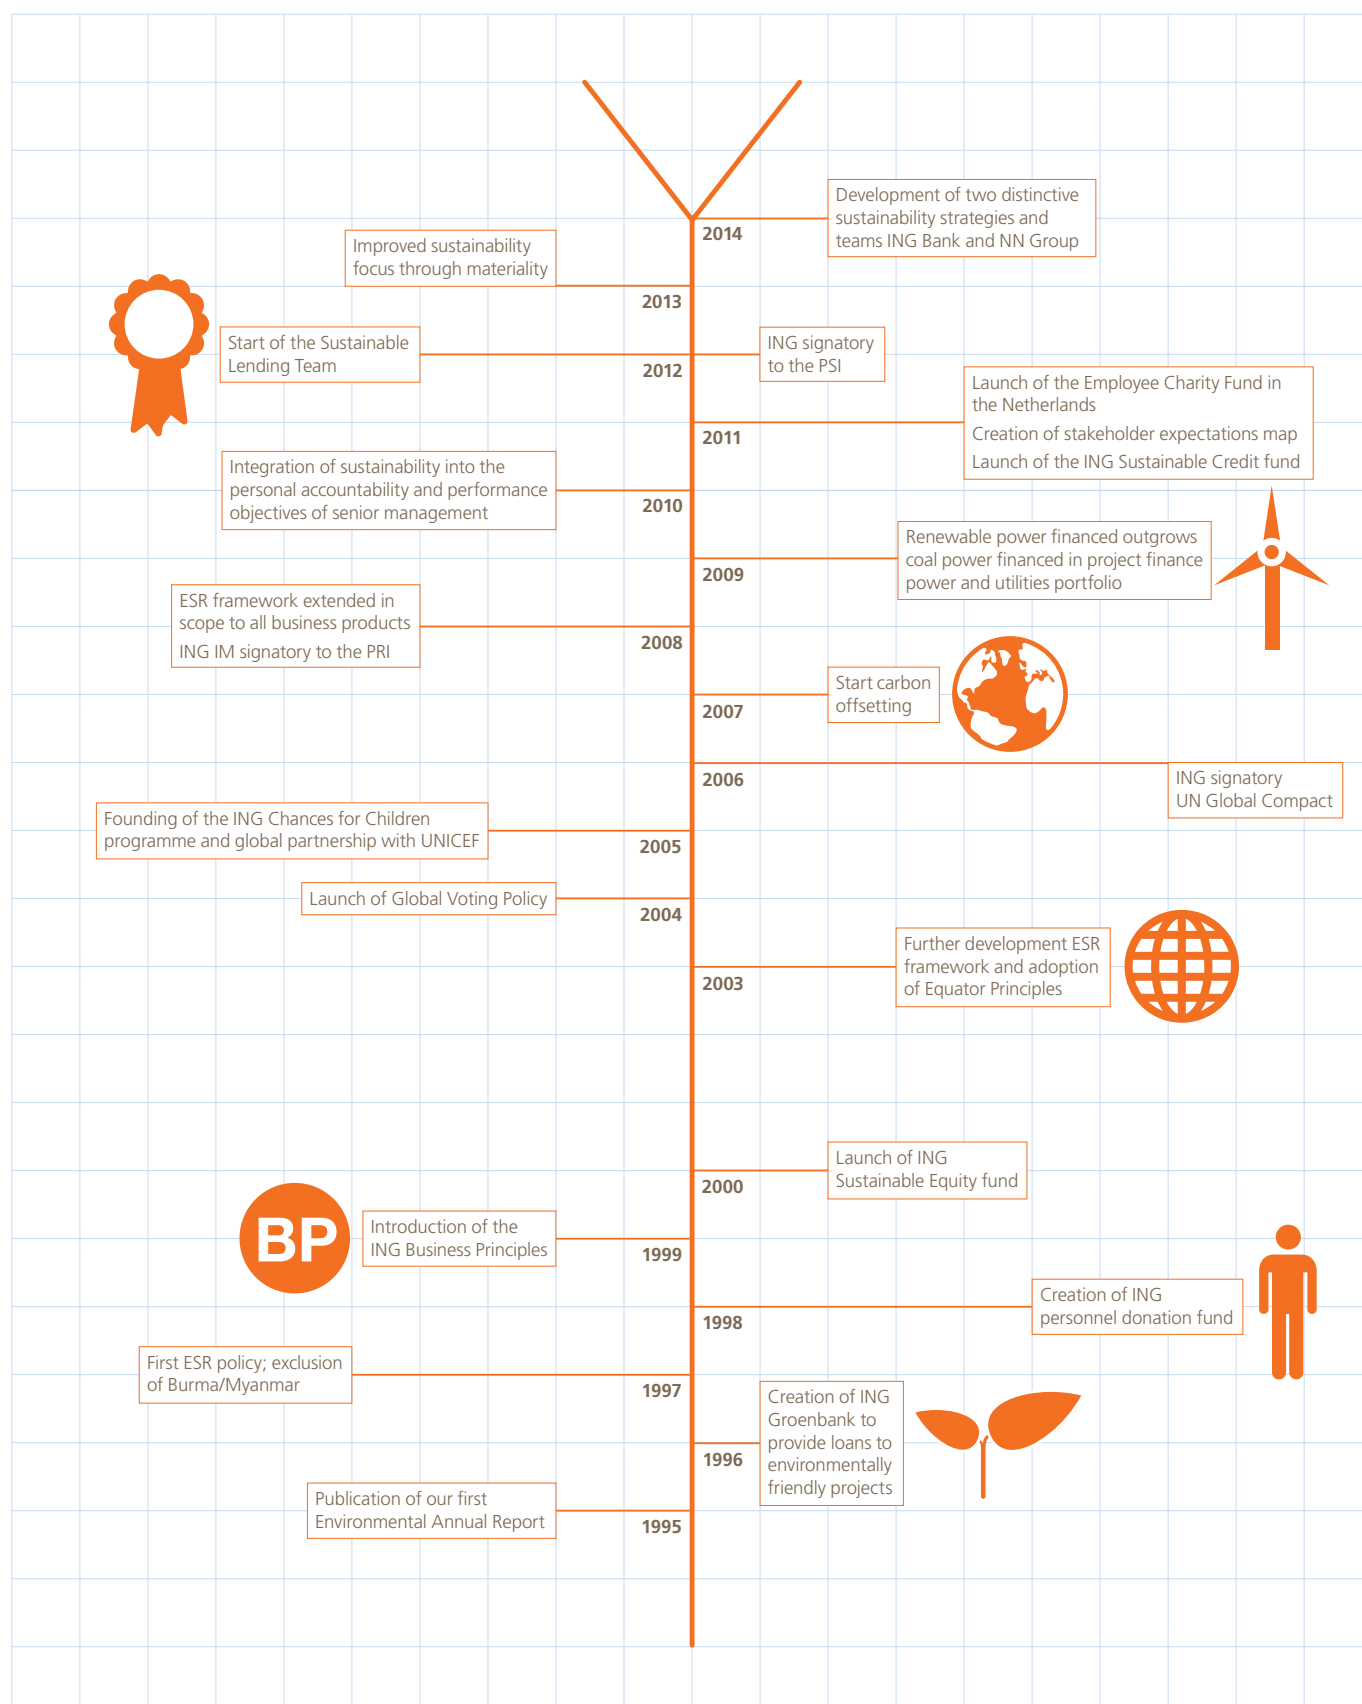 Development of two distinctive
sustainability strategies and
teams ING Bank and NN Group
2014
Improved sustainability
focus through materiality
2013
Start of the Sustainable
Lending Team
ING signatory
to the PSI
2012
Launch of the Employee Charity Fund in
the Netherlands
Creation of stakeholder expectations map
Launch of the ING Sustainable Credit fund
2011
Integration of sustainability into the
personal accountability and performance
objectives of senior management
2010
Renewable power financed outgrows
coal power financed in project finance
power and utilities portfolio
2009
ESR framework extended in
scope to all business products
ING IM signatory to the PRI
2008
Start carbon
offsetting
2007
2006
ING signatory
UN Global Compact
Founding of the ING Chances for Children
programme and global partnership with UNICEF
2005
Launch of Global Voting Policy
2004
Further development ESR
framework and adoption
of Equator Principles
2003
Launch of ING
Sustainable Equity fund
2000
BP
Introduction of the
ING Business Principles
1999
Creation of ING
personnel donation fund
1998
First ESR policy; exclusion
of Burma/Myanmar
1997
Creation of ING
Groenbank to
provide loans to
environmentally
friendly projects
1996
Publication of our first
Environmental Annual Report
1995